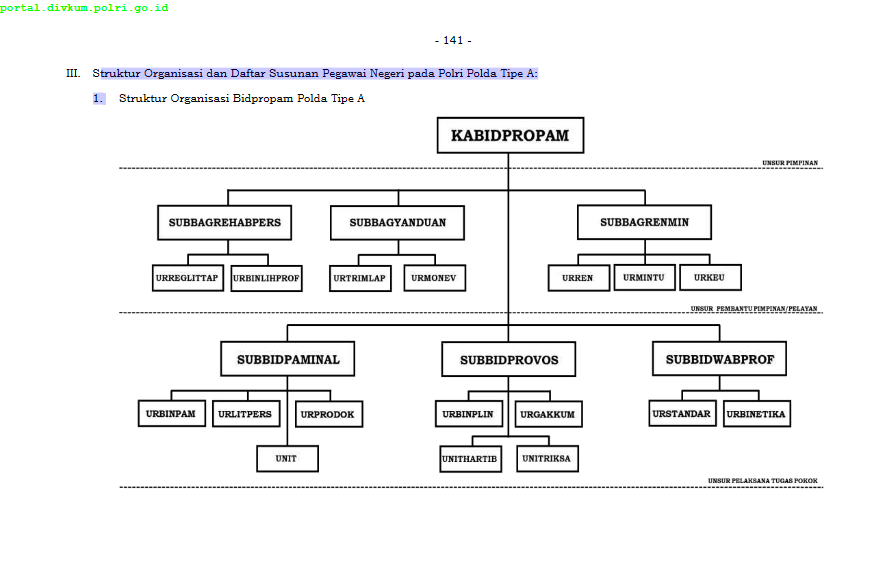 portal.divkum.polri.go.id
- 141 -
III. Struktur Organisasi dan Daftar Susunan Pegawai Negeri pada Polri Polda Tipe A:
1. Struktur Organisasi Bidpropam Polda Tipe A
KABIDPROPAM
UNSUR PIMPINAN
SUBBAGREHABPERS SUBBAGYANDUAN SUBBAGRENMIN
URREGLITTAP URBINLIHPROF URTRIMLAP URMONEV URREN URMINTU URKEU
UNSUR PEMBANTU PIMPINAN/PELAYAN
SUBBIDPAMINAL SUBBIDPROVOS SUBBIDWABPROF
URBINPAM URLITPERS URPRODOK URBINPLIN URGAKKUM URSTANDAR URBINETIKA
UNIT UNITHARTIB UNITRIKSA
UNSUR PELAKSANA TUGAS POKOK